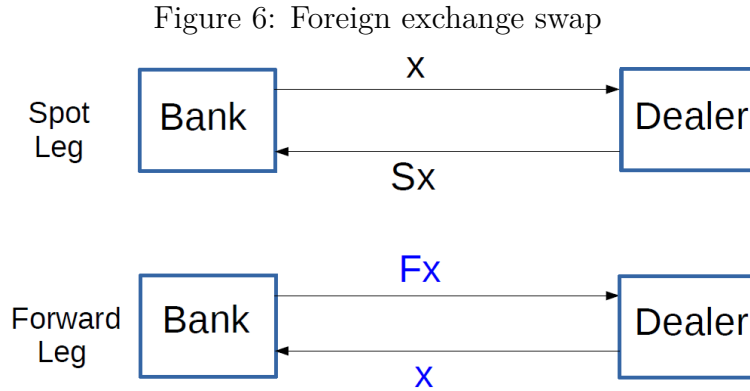 Figure 6: Foreign exchange swap
x
Spot
Leg
Bank
Dealer
Sx
Fx
Forward
Leg
Bank
Dealer
x